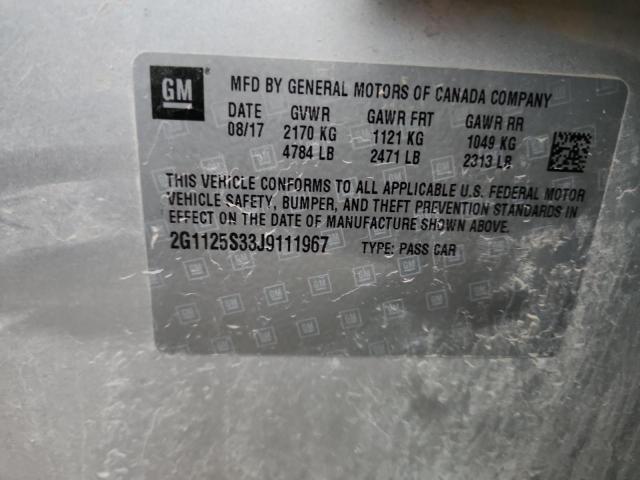 GM
MFD BY GENERAL MOTORS OF CANADA COMPANY
DATE GVWR GAWR FRT GAWR RR
08/17 2170 KG 1121 KG 1049 KG
4784 LB 2471 LB 2313 LB
THIS VEHICLE CONFORMS TO ALL APPLICABLE U.S. FEDERAL MOTOR
VEHICLE SAFETY, BUMPER, AND THEFT PREVENTION STANDARDS IN
EFFECT ON THE DATE OF MANUFACTURE SHOWN ABOVE.
2G1125S33J9111967 TYPE: PASS CAR